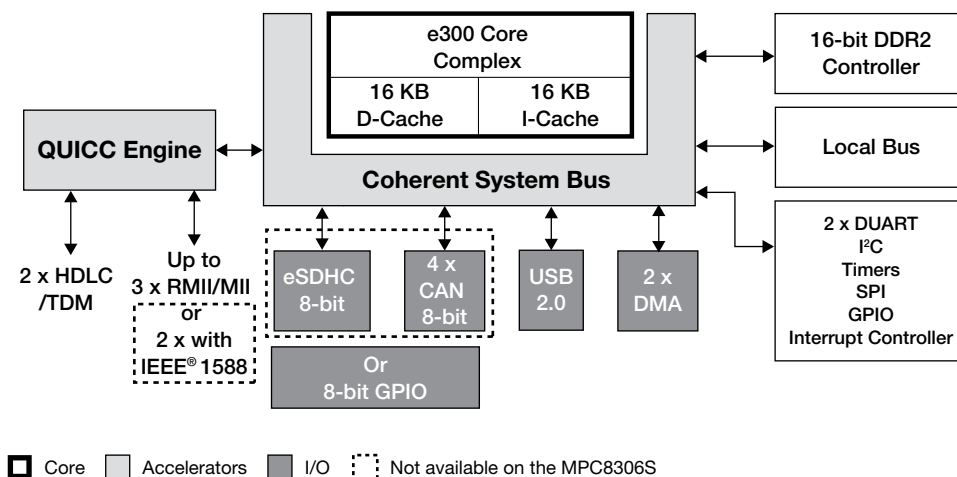 e300 Core
Complex
16 KB
D-Cache
16 KB
I-Cache
16-bit DDR2
Controller
QUICC Engine
Local Bus
Coherent System Bus
2 x HDLC
/TDM
Up to
3 x RMII/MII
or
2 x with
IEEE® 1588
eSDHC
8-bit
4 x
CAN
8-bit
USB
2.0
2 x
DMA
2 x DUART
I²C
Timers
SPI
GPIO
Interrupt Controller
Or
8-bit GPIO
Core
Accelerators
I/O
Not available on the MPC8306S